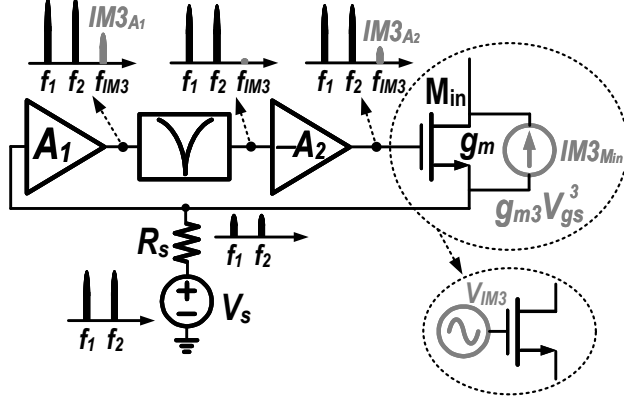 IM3A1
IM3A2
f1 f2 fIM3
f1 f2 fIM3
f1 f2 fIM3
Min
A1
−A2
gm
IM3Min
gm3Vgs3
Rs
f1 f2
+
−
Vs
f1 f2
VIM3